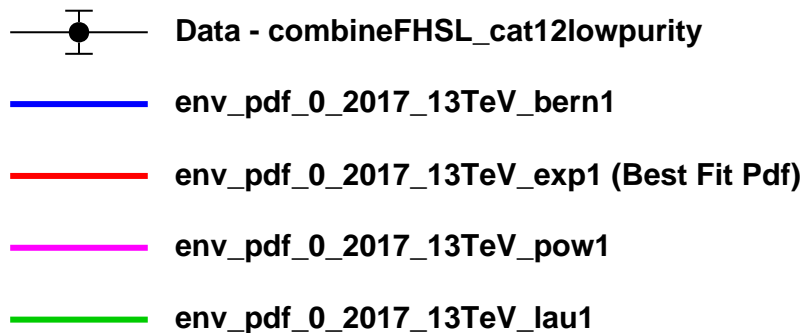 Data - combineFHSL_cat12lowpurity
env_pdf_0_2017_13TeV_bern1
env_pdf_0_2017_13TeV_exp1 (Best Fit Pdf)
env_pdf_0_2017_13TeV_pow1
env_pdf_0_2017_13TeV_lau1